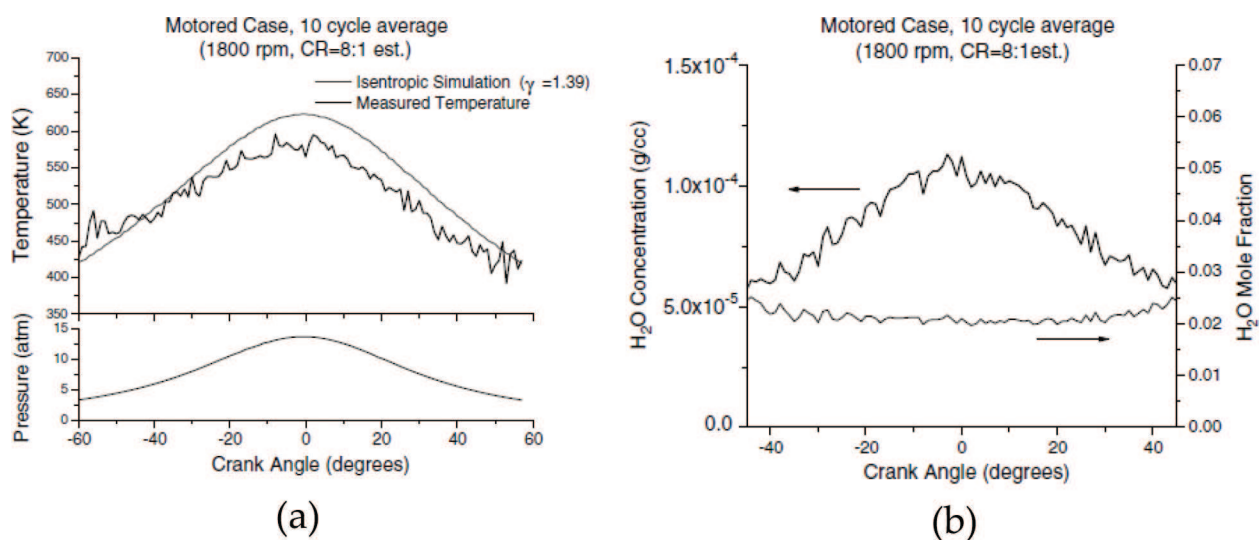 Motored Case, 10 cycle average
(1800 rpm, CR=8:1 est.)
700
650
600
550
500
450
400
350
Temperature (K)
Isentropic Simulation (γ =1.39)
Measured Temperature
15
10
5
0
Pressure (atm)
-60 -40 -20 0 20 40 60
Crank Angle (degrees)
(a)
Motored Case, 10 cycle average
(1800 rpm, CR=8:1est.)
1.5x10⁻⁴
1.0x10⁻⁴
5.0x10⁻⁵
0.0
H₂O Concentration (g/cc)
0.07
0.06
0.05
0.04
0.03
0.02
0.01
0.00
H₂O Mole Fraction
-40 -20 0 20 40
Crank Angle (degrees)
(b)